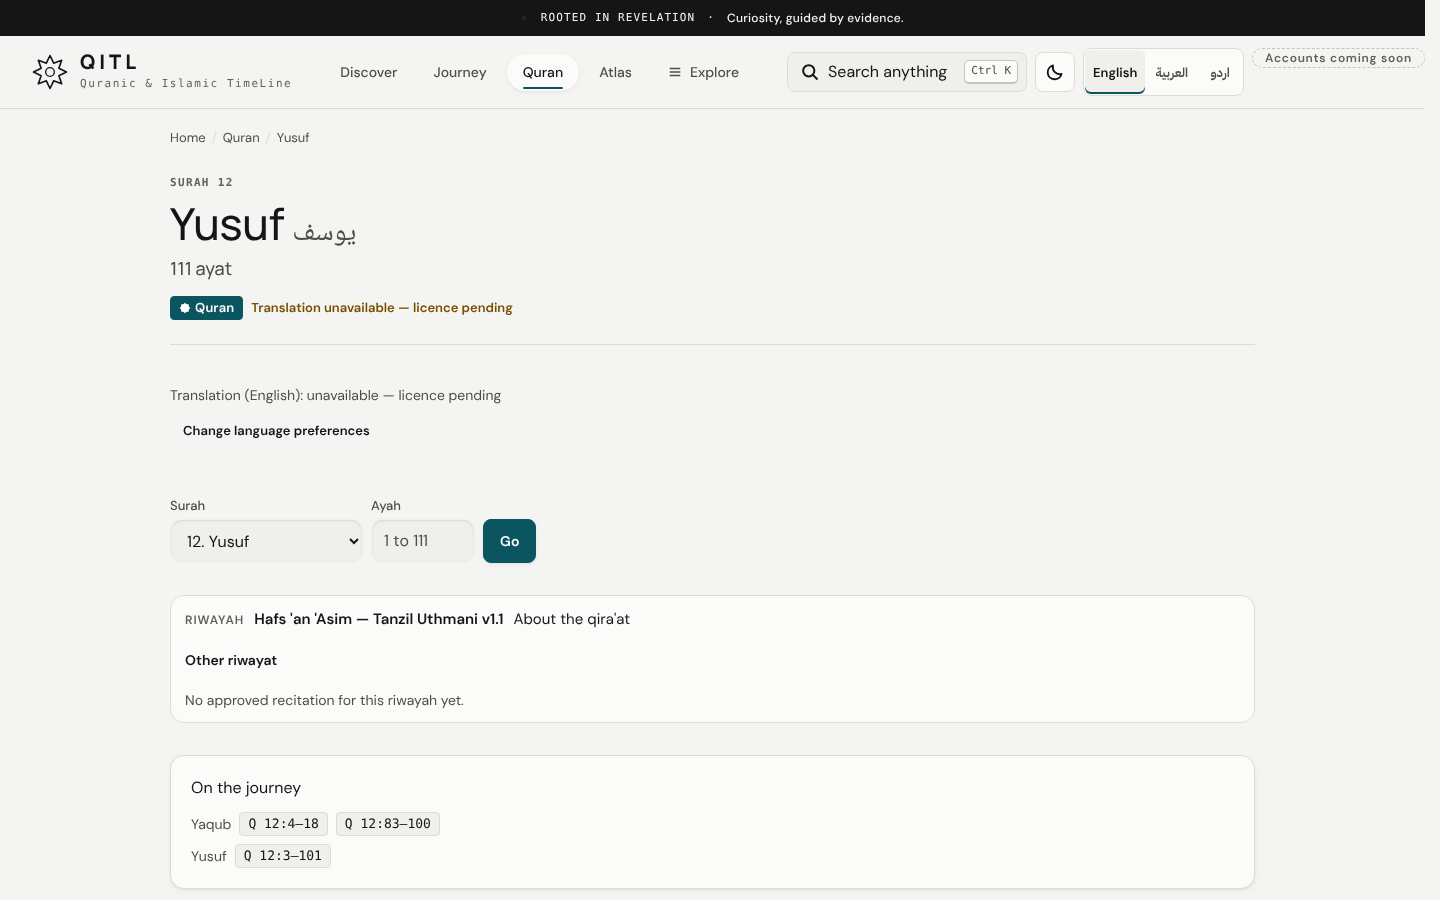 ROOTED IN REVELATION · Curiosity, guided by evidence.
QITL
Quranic & Islamic TimeLine
Discover Journey Quran Atlas Explore
Search anything Ctrl K
English العربية اردو
Accounts coming soon
Home / Quran / Yusuf
SURAH 12
Yusuf يوسف
111 ayat
Quran Translation unavailable — licence pending
Translation (English): unavailable — licence pending
Change language preferences
Surah Ayah
12. Yusuf 1 to 111 Go
RIWAYAH Hafs 'an 'Asim — Tanzil Uthmani v1.1 About the qira'at
Other riwayat
No approved recitation for this riwayah yet.
On the journey
Yaqub Q 12:4–18 Q 12:83–100
Yusuf Q 12:3–101